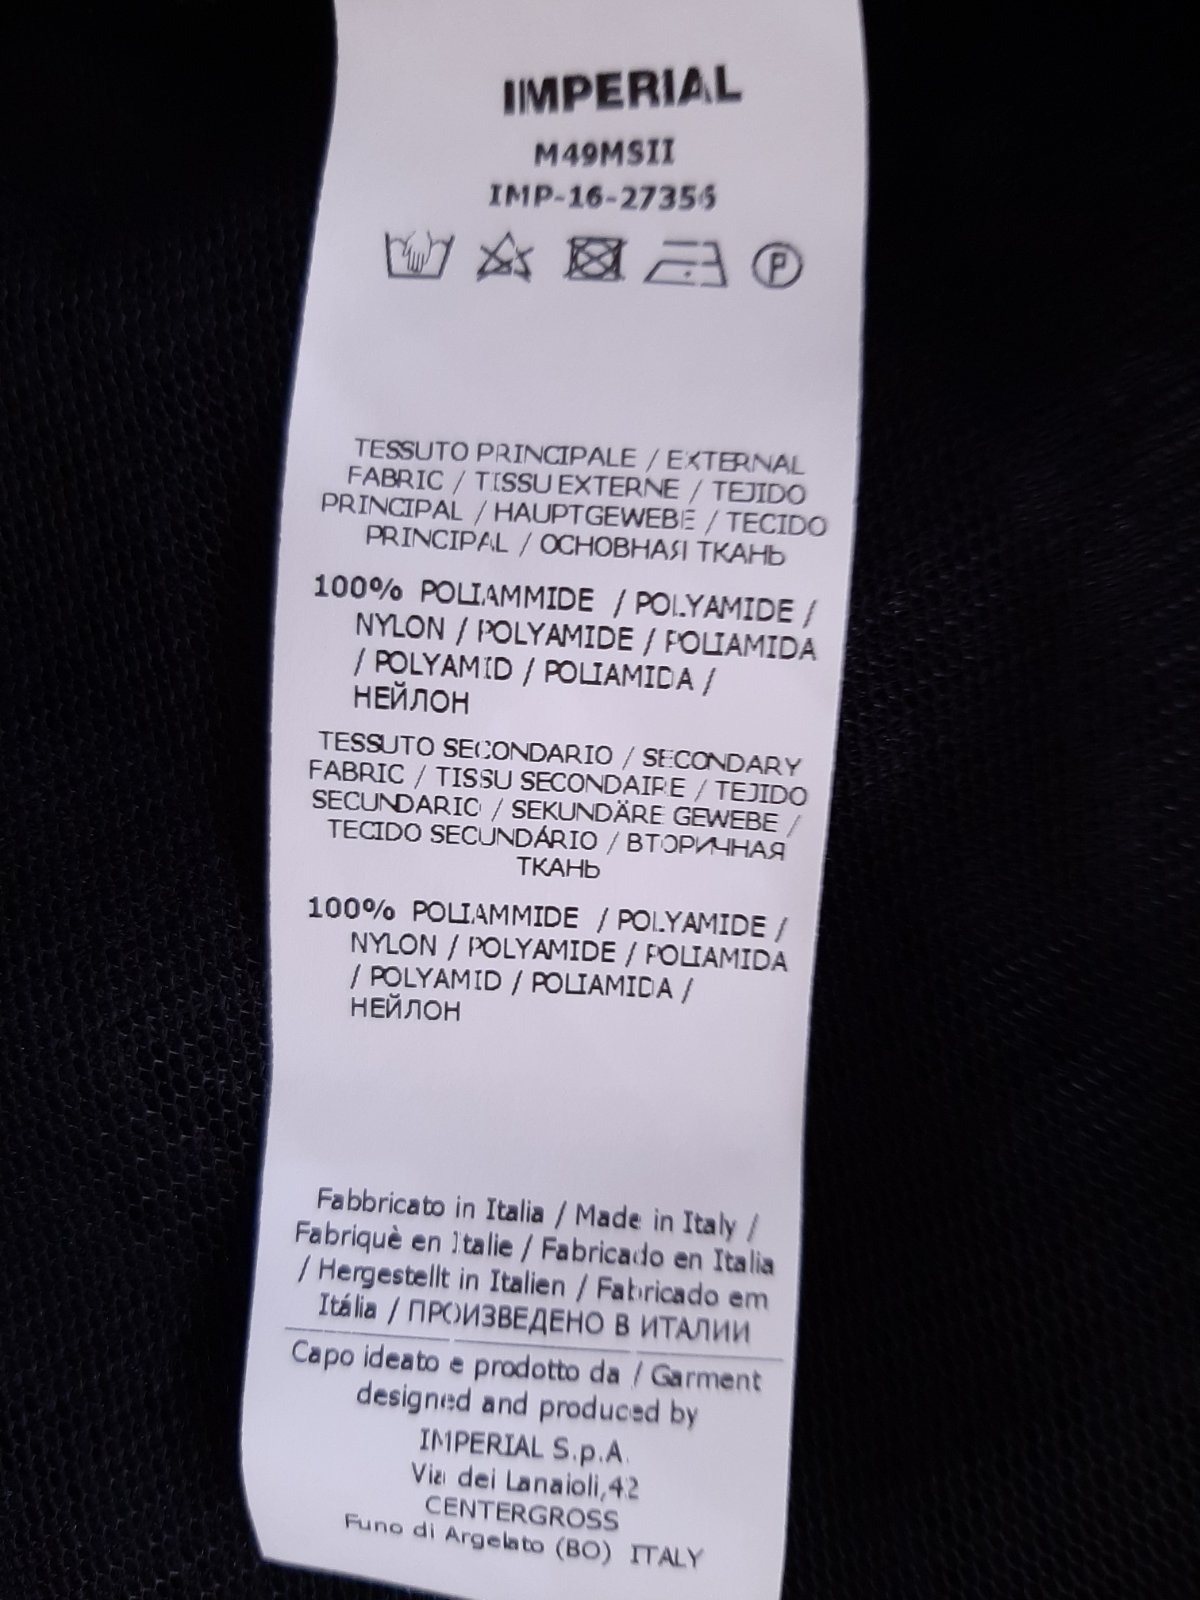 IMPERIAL
M49MSII
IMP-16-27356
P
TESSUTO PRINCIPALE / EXTERNAL
FABRIC / TISSU EXTERNE / TEJIDO
PRINCIPAL / HAUPTGEWEBE / TECIDO
PRINCIPAL / ОСНОВНАЯ ТКАНЬ
100% POLIAMMIDE / POLYAMIDE /
NYLON / POLYAMIDE / POLIAMIDA
/ POLYAMID / POLIAMIDA /
НЕЙЛОН
TESSUTO SECONDARIO / SECONDARY
FABRIC / TISSU SECONDAIRE / TEJIDO
SECUNDARIO / SEKUNDÄRE GEWEBE /
TECIDO SECUNDÁRIO / ВТОРИЧНАЯ
ТКАНЬ
100% POLIAMMIDE / POLYAMIDE /
NYLON / POLYAMIDE / POLIAMIDA
/ POLYAMID / POLIAMIDA /
НЕЙЛОН
Fabbricato in Italia / Made in Italy /
Fabriquè en Italie / Fabricado en Italia
/ Hergestellt in Italien / Fabricado em
Itália / ПРОИЗВЕДЕНО В ИТАЛИИ
Capo ideato e prodotto da / Garment
designed and produced by
IMPERIAL S.p.A.
Via dei Lanaioli,42
CENTERGROSS
Funo di Argelato (BO) ITALY